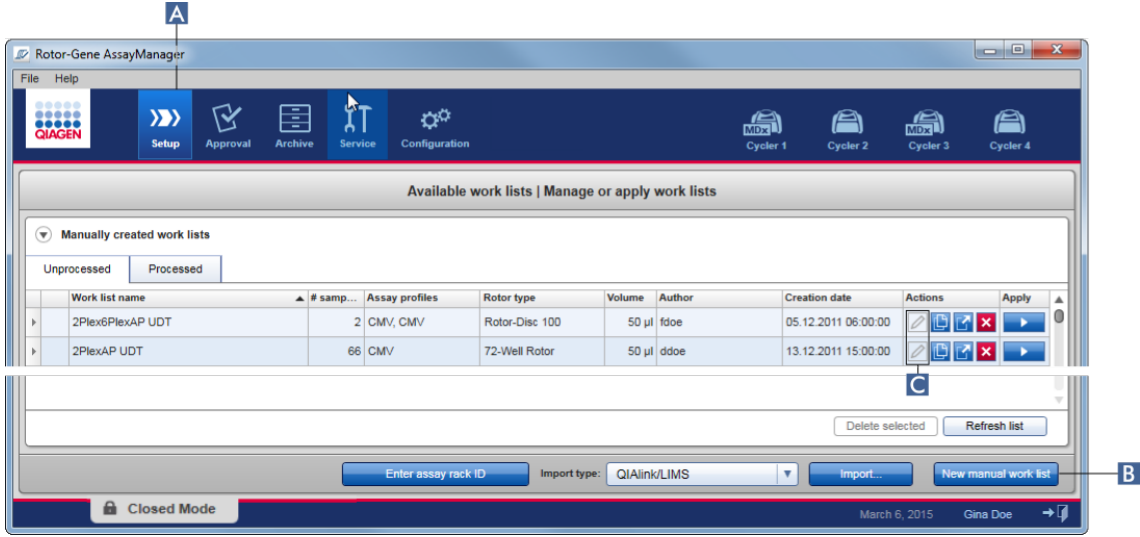 A
Rotor-Gene AssayManager
File Help
QIAGEN
Setup Approval Archive Service Configuration MDx Cycler 1 Cycler 2 MDx Cycler 3 Cycler 4
Available work lists | Manage or apply work lists
Manually created work lists
Unprocessed Processed
Work list name # samp... Assay profiles Rotor type Volume Author Creation date Actions Apply
2Plex6PlexAP UDT 2 CMV, CMV Rotor-Disc 100 50 µl fdoe 05.12.2011 06:00:00
2PlexAP UDT 66 CMV 72-Well Rotor 50 µl ddoe 13.12.2011 15:00:00
C
Delete selected Refresh list
Enter assay rack ID Import type: QIAlink/LIMS Import... New manual work list B
Closed Mode
March 6, 2015 Gina Doe